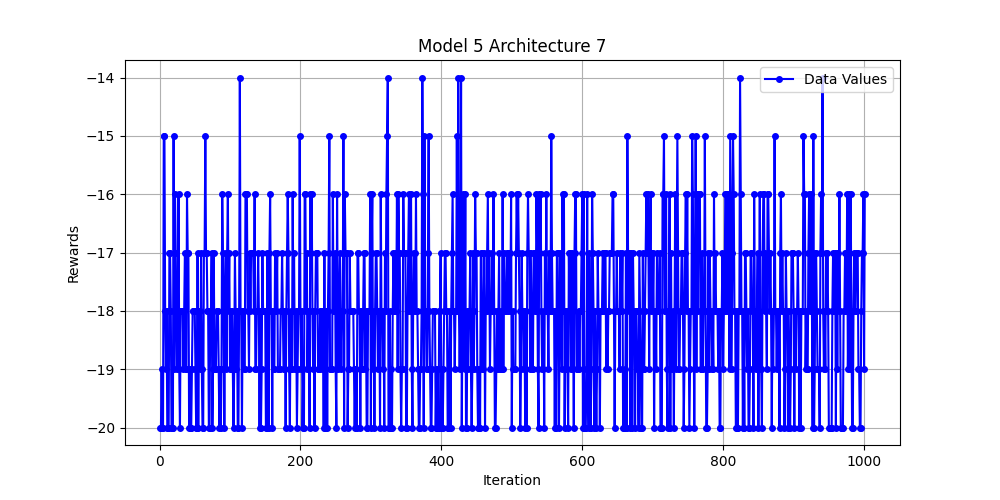 Model 5 Architecture 7
Data Values
Rewards
−14
−15
−16
−17
−18
−19
−20
0 200 400 600 800 1000
Iteration